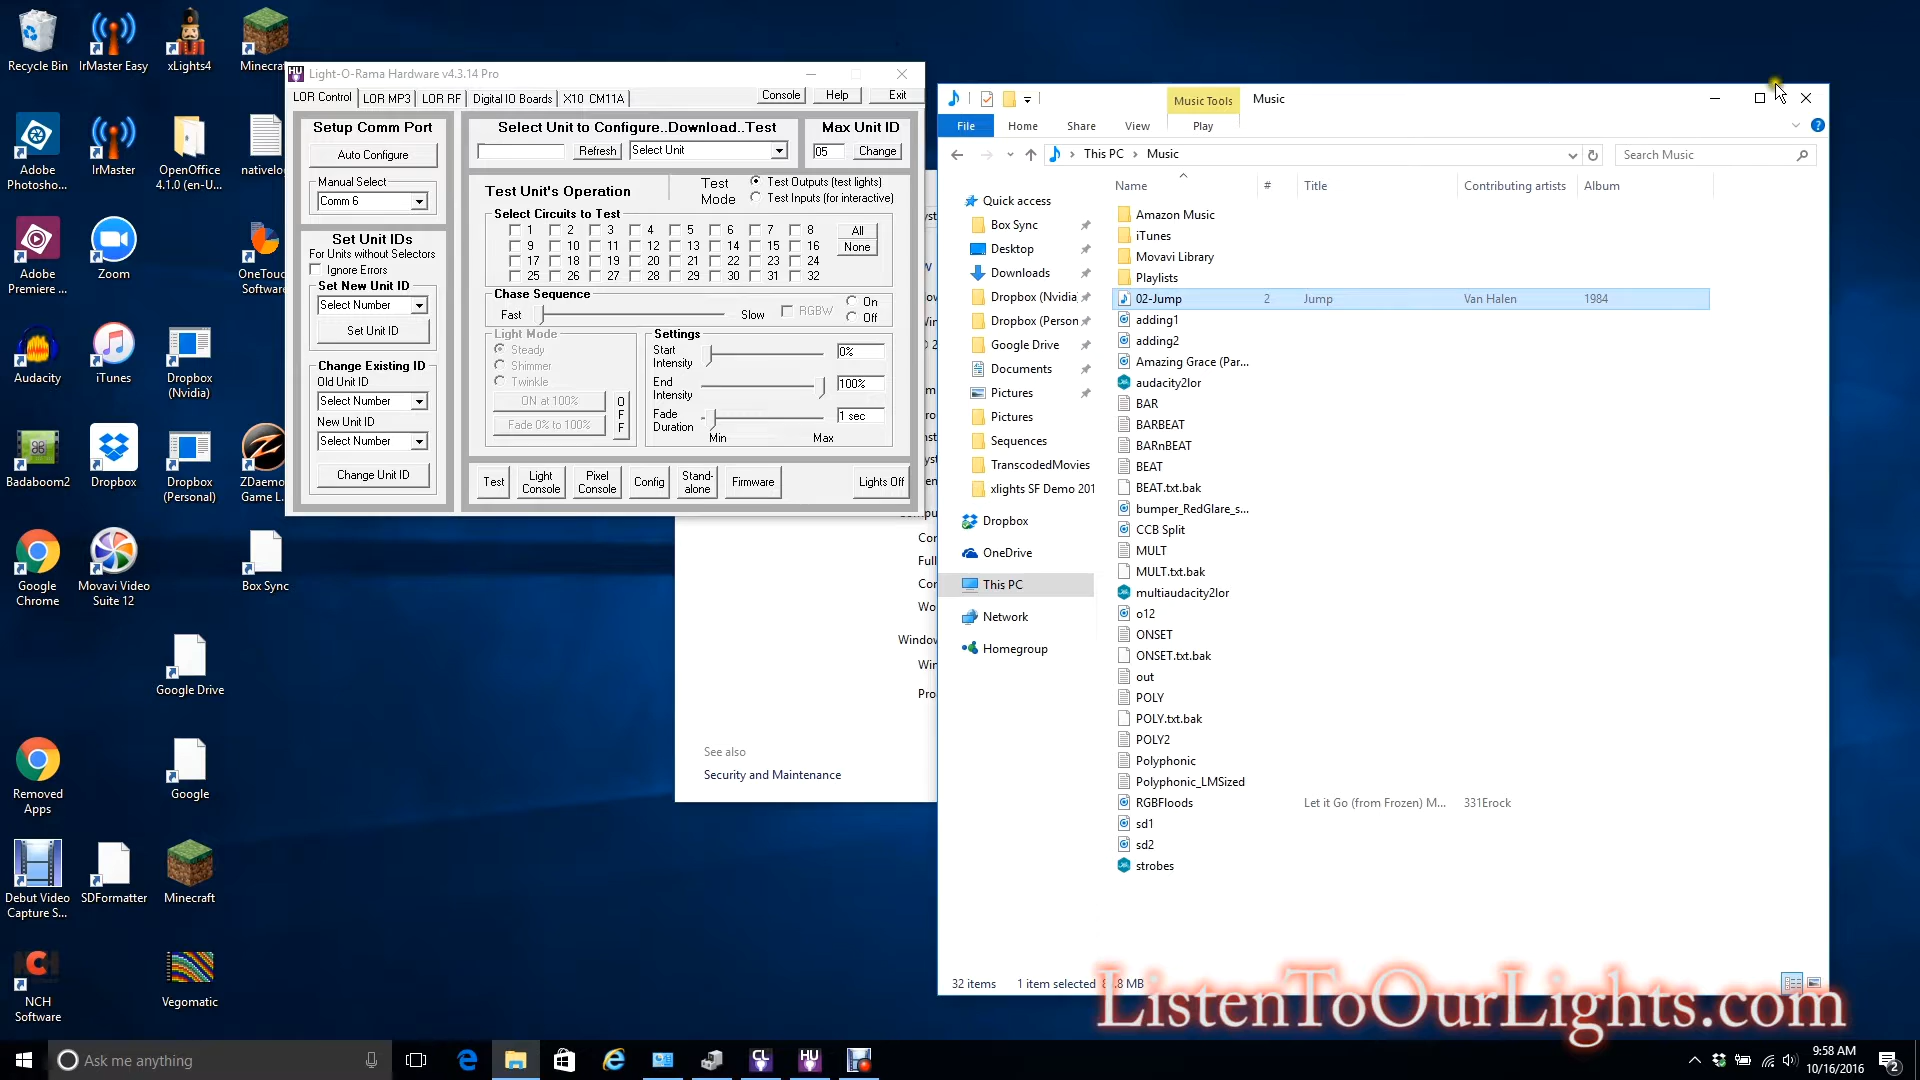 Recycle Bin
IrMaster Easy
xLights4
Minecra
Adobe
Photosho...
IrMaster
OpenOffice
4.1.0 (en-U...
nativelo
Adobe
Premiere ...
Zoom
OneTouc
Software
Audacity
iTunes
Dropbox
(Nvidia)
Badaboom2
Dropbox
Dropbox
(Personal)
ZDaemo
Game L...
Google
Chrome
Movavi Video
Suite 12
Box Sync
Google Drive
Removed
Apps
Google
Debut Video
Capture S...
SDFormatter
Minecraft
NCH
Software
Vegomatic
HU Light-O-Rama Hardware v4.3.14 Pro
LOR Control
LOR MP3
LOR RF
Digital IO Boards
X10 CM11A
Console
Help
Exit
Setup Comm Port
Auto Configure
Manual Select
Comm 6
Set Unit IDs
For Units without Selectors
Ignore Errors
Set New Unit ID
Select Number
Set Unit ID
Change Existing ID
Old Unit ID
Select Number
New Unit ID
Select Number
Change Unit ID
Select Unit to Configure..Download..Test
Refresh
Select Unit
Max Unit ID
05
Change
Test Unit's Operation
Test
Mode
Test Outputs (test lights)
Test Inputs (for interactive)
Select Circuits to Test
1 2 3 4 5 6 7 8
9 10 11 12 13 14 15 16
17 18 19 20 21 22 23 24
25 26 27 28 29 30 31 32
All
None
Chase Sequence
Fast
Slow
RGBW
On
Off
Light Mode
Steady
Shimmer
Twinkle
ON at 100%
Fade 0% to 100%
O
F
F
Settings
Start
Intensity
0%
End
Intensity
100%
Fade
Duration
1 sec
Min
Max
Test
Light
Console
Pixel
Console
Config
Stand-
alone
Firmware
Lights Off
Con
Full
Con
Wo
Window
Win
Pro
See also
Security and Maintenance
Music Tools
Music
File
Home
Share
View
Play
This PC
Music
Search Music
Name
#
Title
Contributing artists
Album
Quick access
Box Sync
Desktop
Downloads
Dropbox (Nvidia
Dropbox (Person
Google Drive
Documents
Pictures
Pictures
Sequences
TranscodedMovies
xlights SF Demo 201
Dropbox
OneDrive
This PC
Network
Homegroup
Amazon Music
iTunes
Movavi Library
Playlists
02-Jump 2 Jump Van Halen 1984
adding1
adding2
Amazing Grace (Par...
audacity2lor
BAR
BARBEAT
BARnBEAT
BEAT
BEAT.txt.bak
bumper_RedGlare_s...
CCB Split
MULT
MULT.txt.bak
multiaudacity2lor
o12
ONSET
ONSET.txt.bak
out
POLY
POLY.txt.bak
POLY2
Polyphonic
Polyphonic_LMSized
RGBFloods Let it Go (from Frozen) M... 331Erock
sd1
sd2
strobes
32 items
1 item selected
.8 MB
ListenToOurLights.com
Ask me anything
CL
HU
9:58 AM
10/16/2016
2